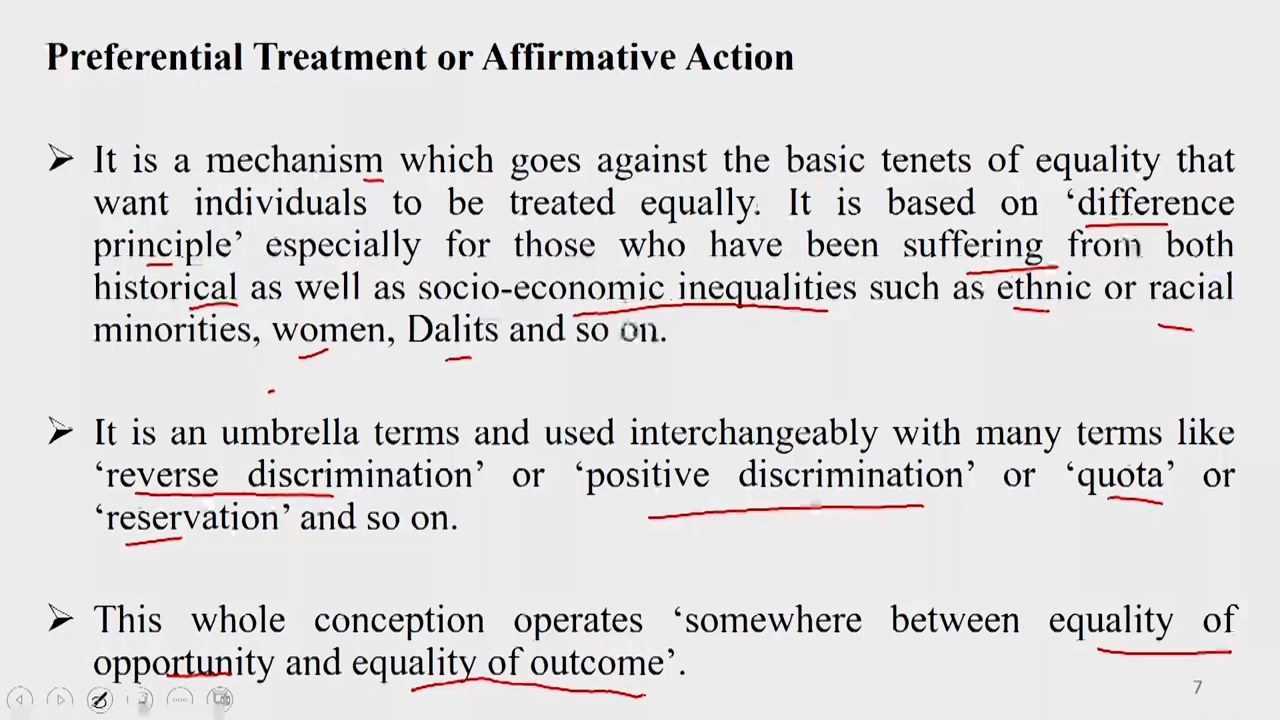 Preferential Treatment or Affirmative Action
➢ It is a mechanism which goes against the basic tenets of equality that
want individuals to be treated equally. It is based on ‘difference
principle’ especially for those who have been suffering from both
historical as well as socio-economic inequalities such as ethnic or racial
minorities, women, Dalits and so on.
➢ It is an umbrella terms and used interchangeably with many terms like
‘reverse discrimination’ or ‘positive discrimination’ or ‘quota’ or
‘reservation’ and so on.
➢ This whole conception operates ‘somewhere between equality of
opportunity and equality of outcome’.
7